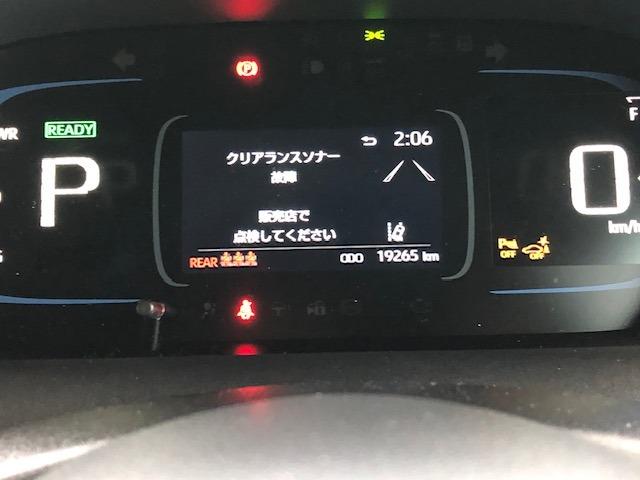 WR
READY
P
2:06
クリアランスソナー
故障
販売店で
点検してください
REAR
ODO 19265 km
0
km/h
F
P OFF
OFF
P